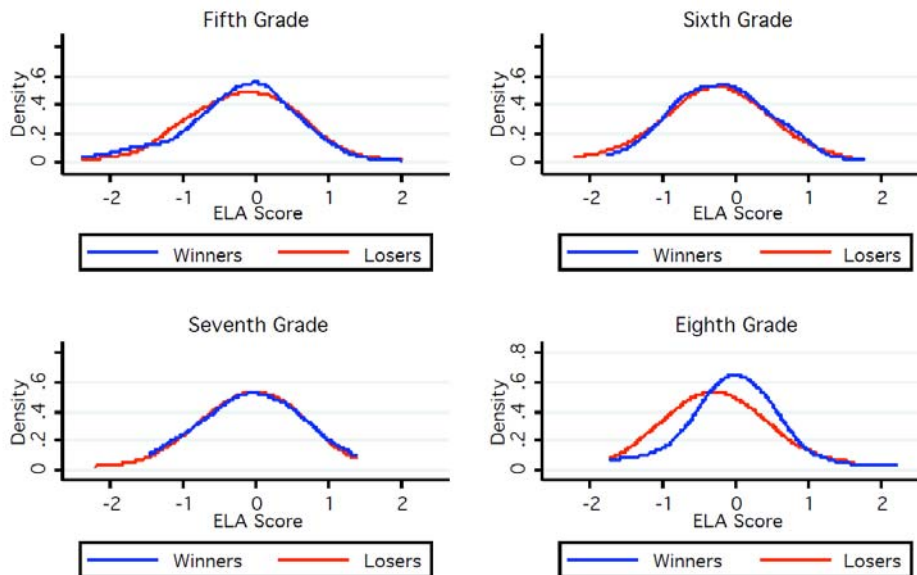 Fifth Grade
Density
0 .2 .4 .6
-2 -1 0 1 2
ELA Score
Winners Losers
Sixth Grade
Density
0 .2 .4 .6
-2 -1 0 1 2
ELA Score
Winners Losers
Seventh Grade
Density
0 .2 .4 .6
-2 -1 0 1 2
ELA Score
Winners Losers
Eighth Grade
Density
0 .2 .4 .6 .8
-2 -1 0 1 2
ELA Score
Winners Losers